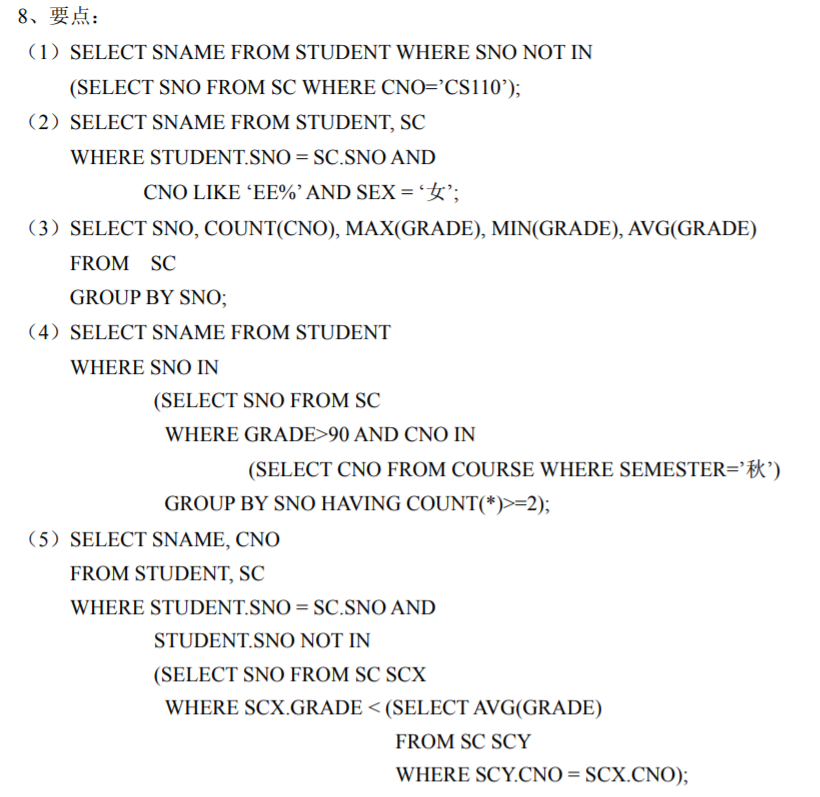 8、要点：
（1）SELECT SNAME FROM STUDENT WHERE SNO NOT IN
(SELECT SNO FROM SC WHERE CNO=’CS110’);
（2）SELECT SNAME FROM STUDENT, SC
WHERE STUDENT.SNO = SC.SNO AND
CNO LIKE ‘EE%’ AND SEX = ‘女’;
（3）SELECT SNO, COUNT(CNO), MAX(GRADE), MIN(GRADE), AVG(GRADE)
FROM SC
GROUP BY SNO;
（4）SELECT SNAME FROM STUDENT
WHERE SNO IN
(SELECT SNO FROM SC
WHERE GRADE>90 AND CNO IN
(SELECT CNO FROM COURSE WHERE SEMESTER=’秋’)
GROUP BY SNO HAVING COUNT(*)>=2);
（5）SELECT SNAME, CNO
FROM STUDENT, SC
WHERE STUDENT.SNO = SC.SNO AND
STUDENT.SNO NOT IN
(SELECT SNO FROM SC SCX
WHERE SCX.GRADE < (SELECT AVG(GRADE)
FROM SC SCY
WHERE SCY.CNO = SCX.CNO);